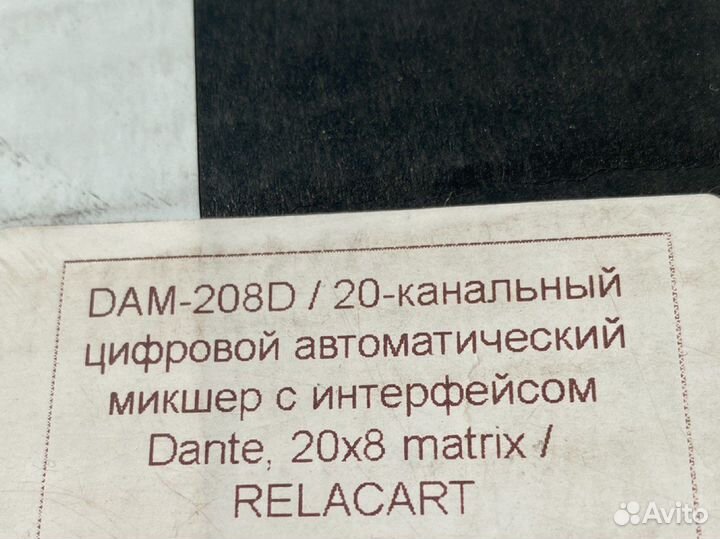 DAM-208D / 20-канальный
цифровой автоматический
микшер с интерфейсом
Dante, 20x8 matrix /
RELACART
Avito